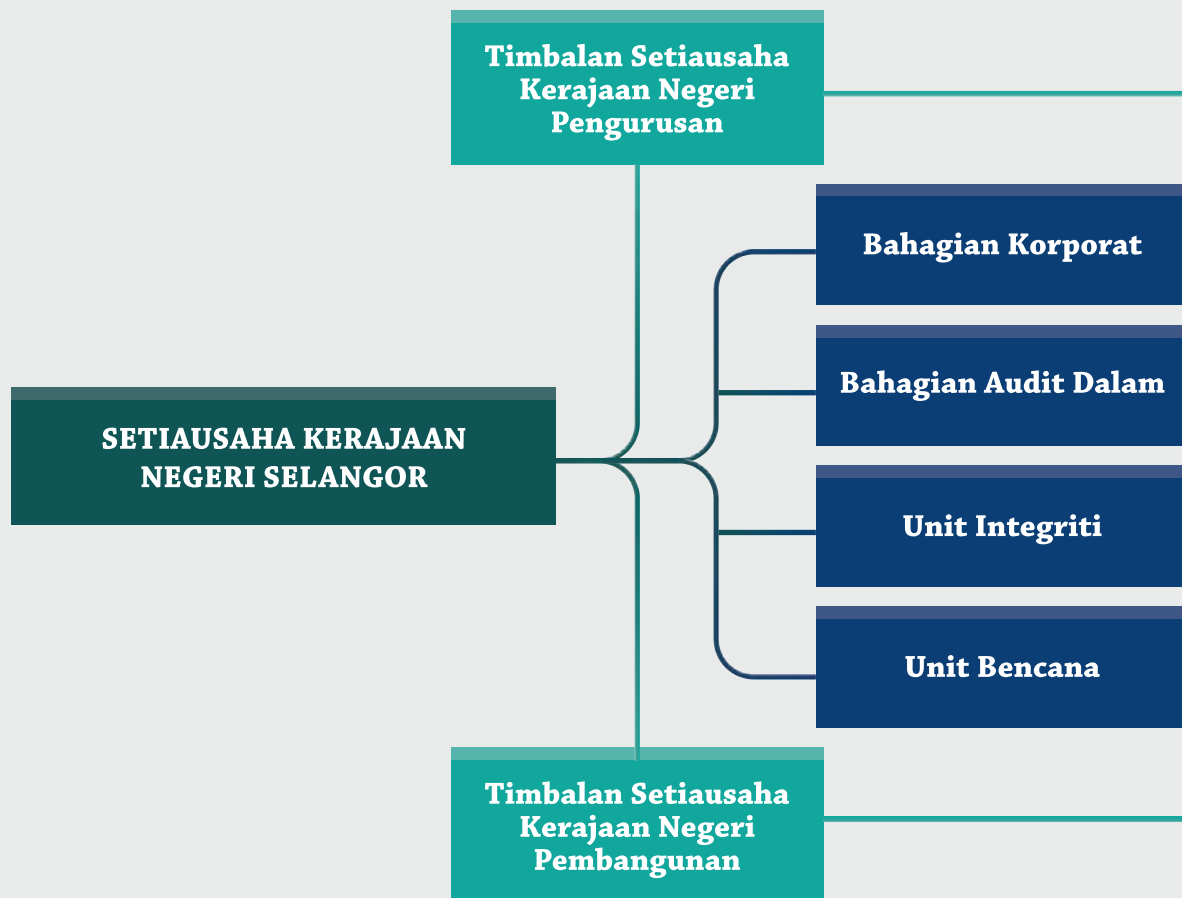 Timbalan Setiausaha
Kerajaan Negeri
Pengurusan
Bahagian Korporat
Bahagian Audit Dalam
SETIAUSAHA KERAJAAN
NEGERI SELANGOR
Unit Integriti
Unit Bencana
Timbalan Setiausaha
Kerajaan Negeri
Pembangunan